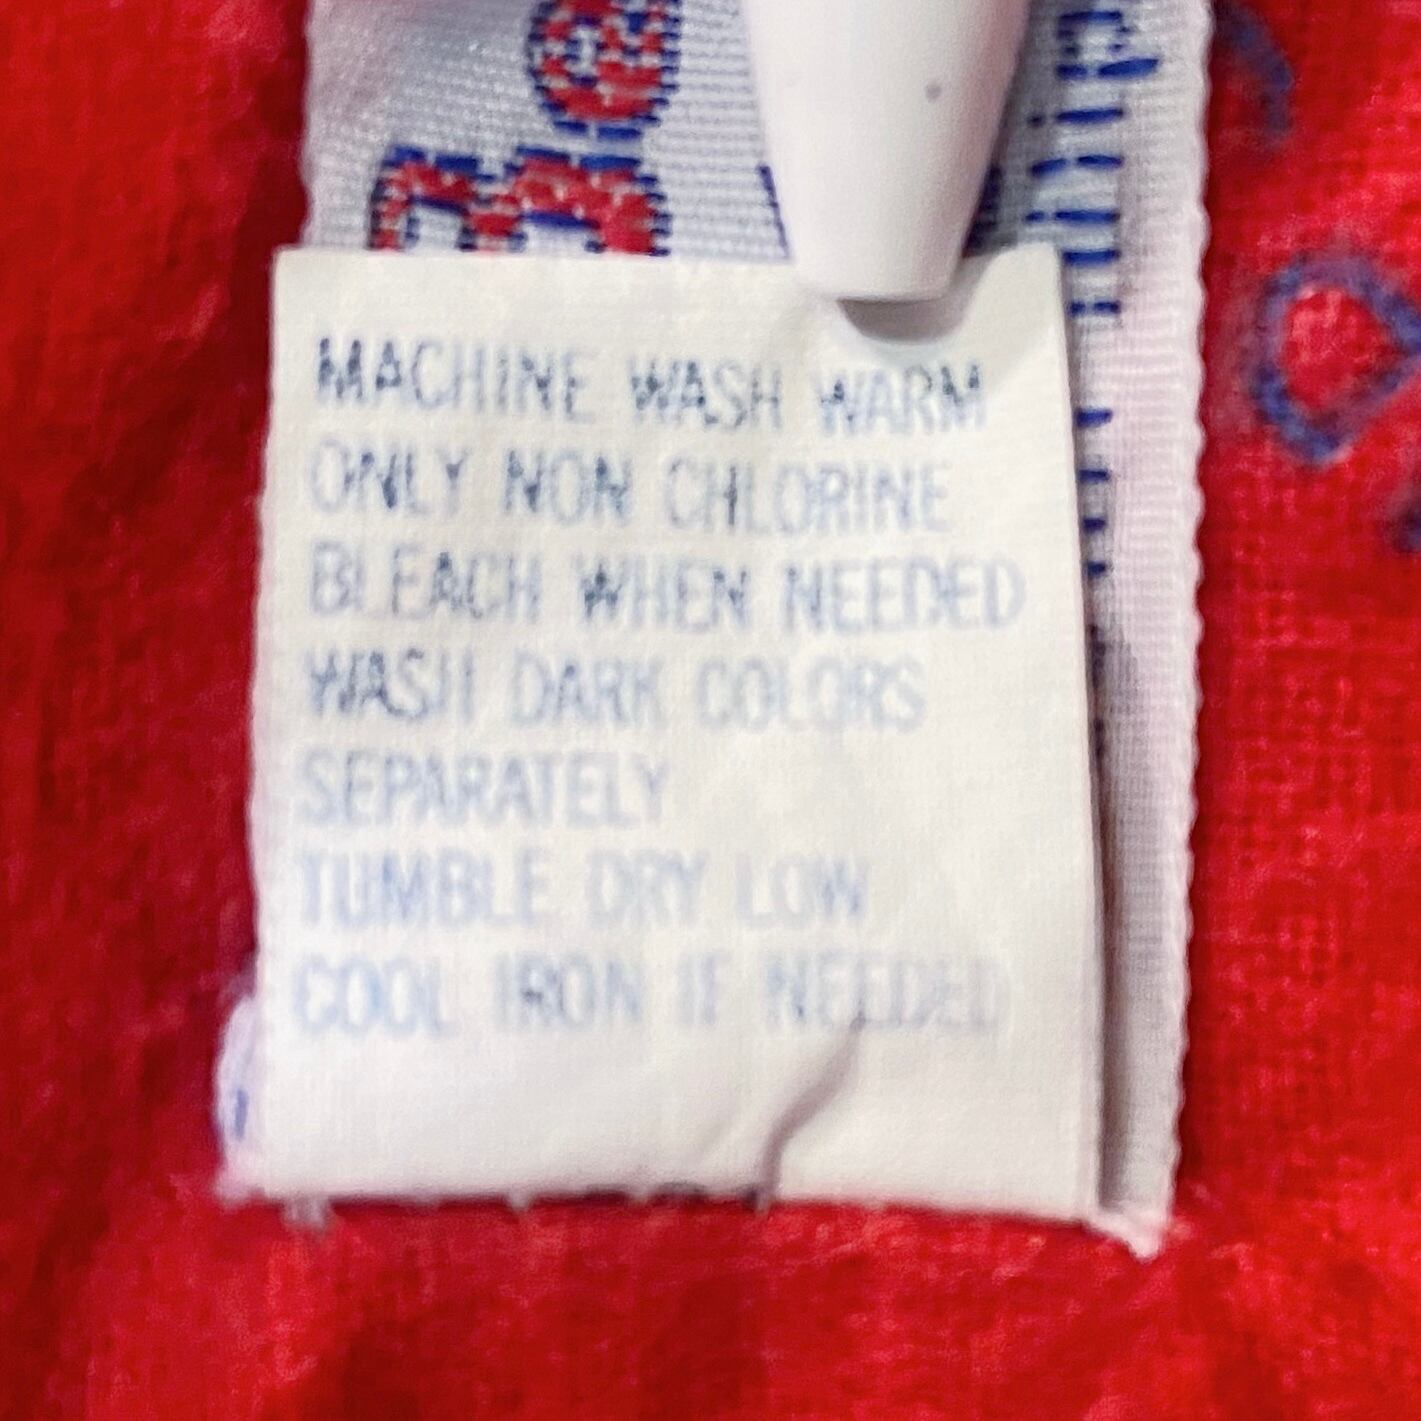 MACHINE WASH WARM
ONLY NON CHLORINE
BLEACH WHEN NEEDED
WASH DARK COLORS
SEPARATELY
TUMBLE DRY LOW
COOL IRON IF NEEDED